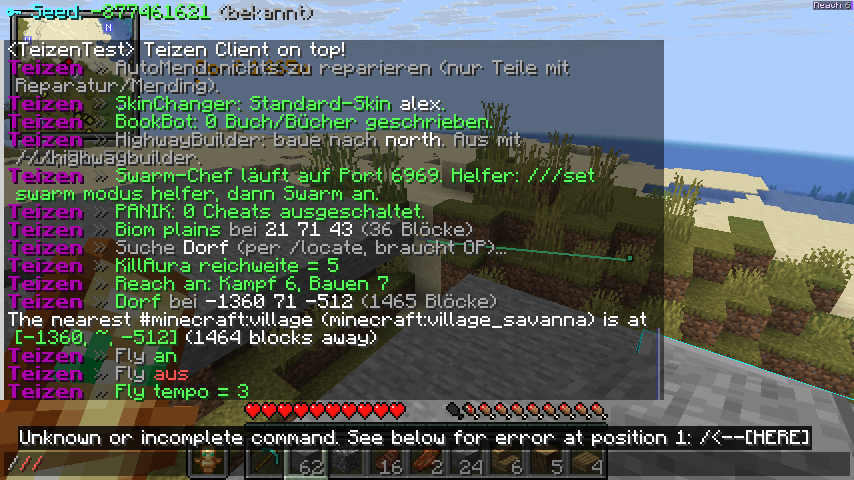 Seed: -877461621 (bekannt)
Reach 6
N
<TeizenTest> Teizen Client on top!
Teizen » AutoMend: nichts zu reparieren (nur Teile mit
Reparatur/Mending).
Teizen » SkinChanger: Standard-Skin alex.
Teizen » BookBot: 0 Buch/Bücher geschrieben.
Teizen » HighwayBuilder: baue nach north. Aus mit
///highwaybuilder.
Teizen » Swarm-Chef läuft auf Port 6969. Helfer: ///set
swarm modus helfer, dann Swarm an.
Teizen » PANIK: 0 Cheats ausgeschaltet.
Teizen » Biom plains bei 21 71 43 (36 Blöcke)
Teizen » Suche Dorf (per /locate, braucht OP)...
Teizen » KillAura reichweite = 5
Teizen » Reach an: Kampf 6, Bauen 7
Teizen » Dorf bei -1360 71 -512 (1465 Blöcke)
The nearest #minecraft:village (minecraft:village_savanna) is at
[-1360, ~, -512] (1464 blocks away)
Teizen » Fly an
Teizen » Fly aus
Teizen » Fly tempo = 3
Unknown or incomplete command. See below for error at position 1: /<--[HERE]
///
62 16 2 24 6 5 4